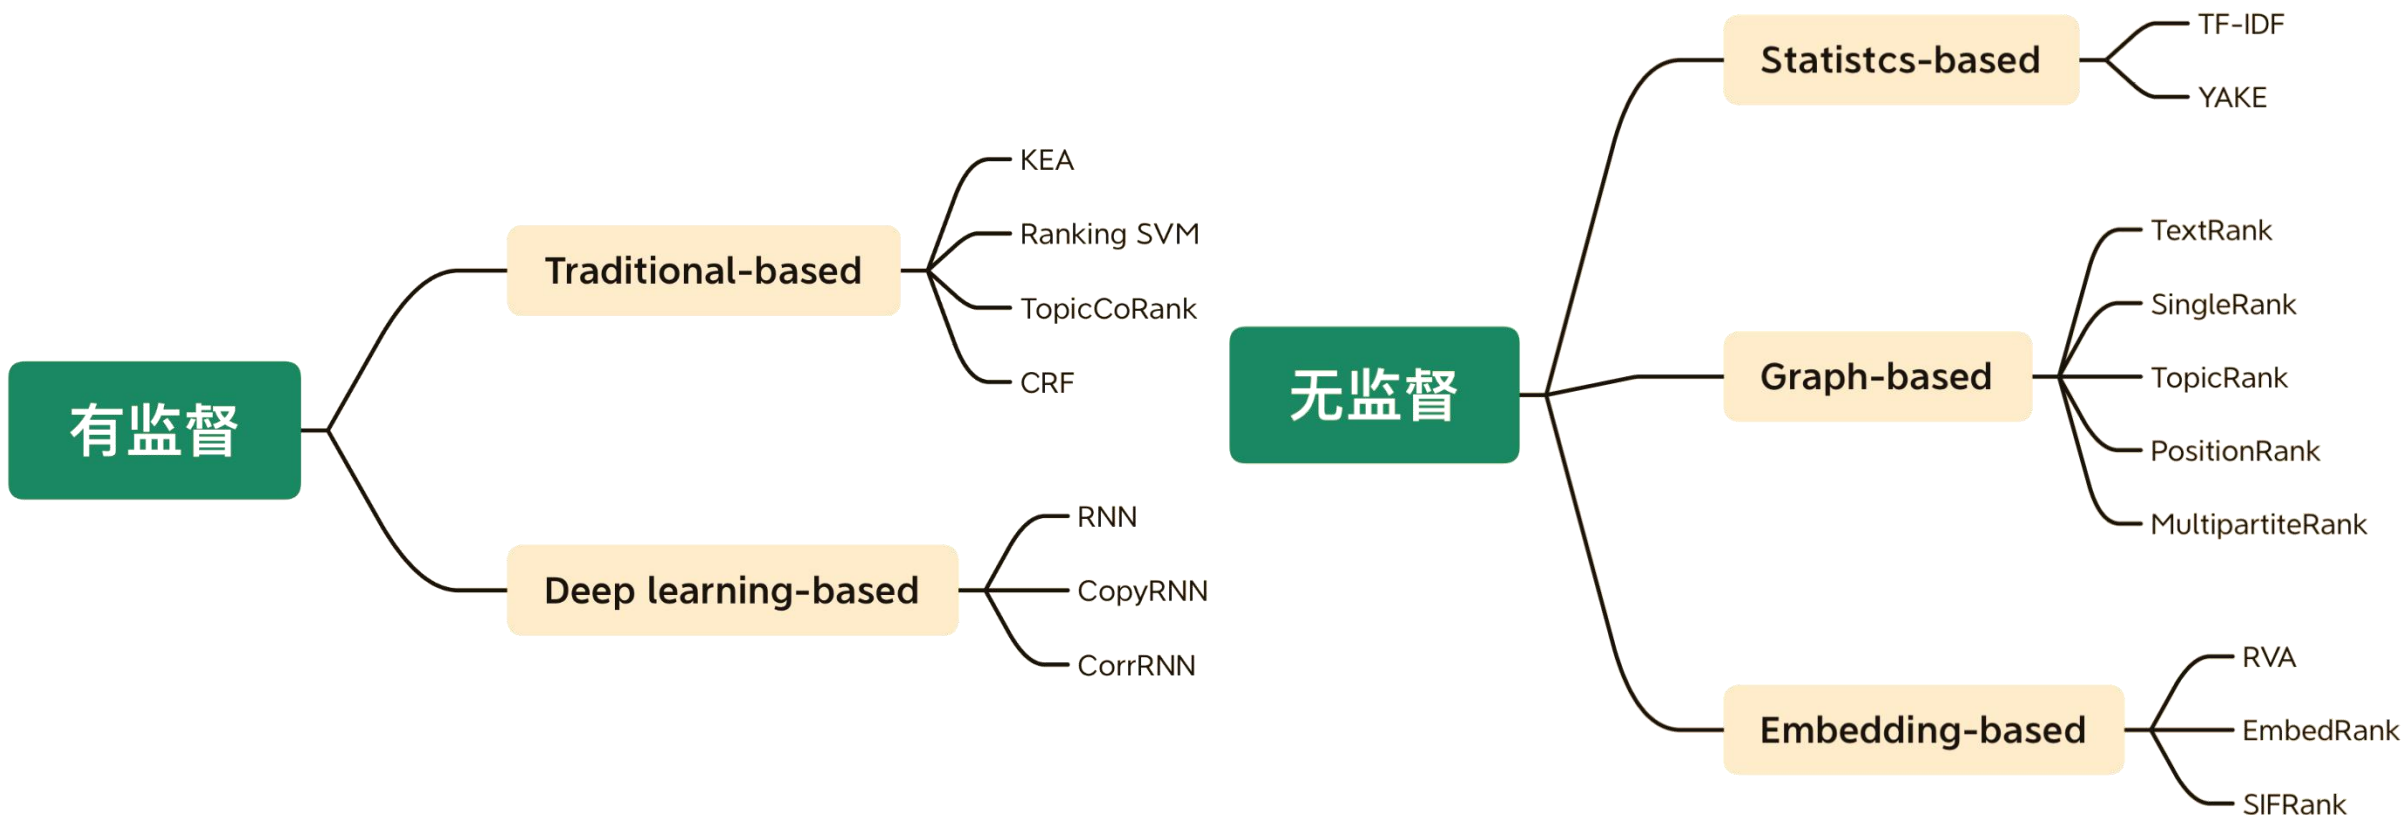 有监督
Traditional-based
KEA
Ranking SVM
TopicCoRank
CRF
Deep learning-based
RNN
CopyRNN
CorrRNN
无监督
Statistcs-based
TF-IDF
YAKE
Graph-based
TextRank
SingleRank
TopicRank
PositionRank
MultipartiteRank
Embedding-based
RVA
EmbedRank
SIFRank